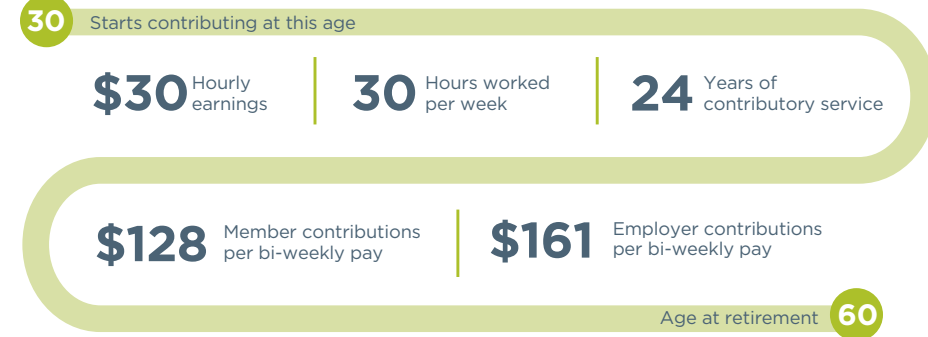 30 Starts contributing at this age
$30 Hourly
earnings
30 Hours worked
per week
24 Years of
contributory service
$128 Member contributions
per bi-weekly pay
$161 Employer contributions
per bi-weekly pay
Age at retirement 60